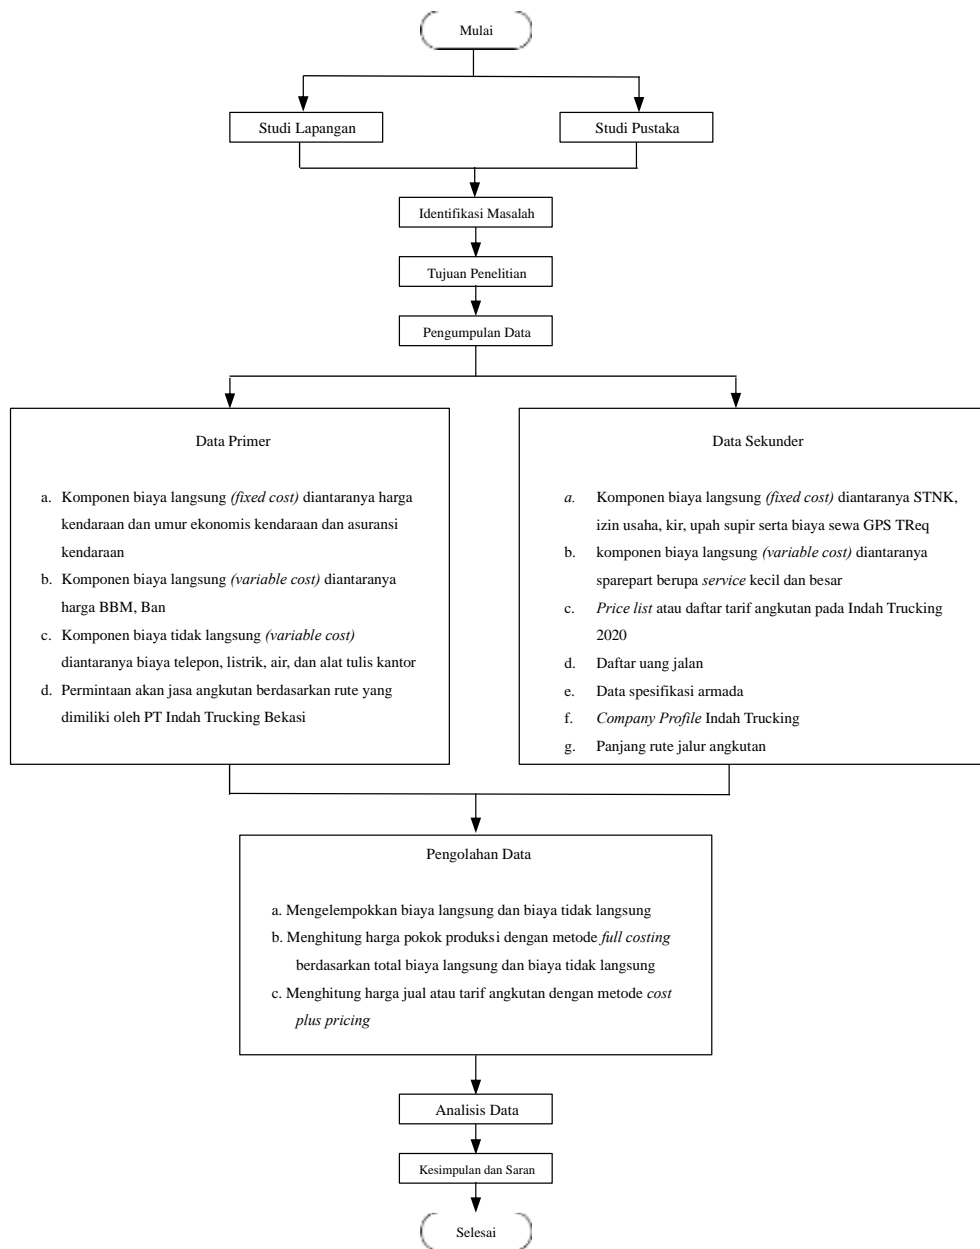 Mulai
Studi Lapangan
Studi Pustaka
Identifikasi Masalah
Tujuan Penelitian
Pengumpulan Data
Data Primer
a. Komponen biaya langsung (fixed cost) diantaranya harga
kendaraan dan umur ekonomis kendaraan dan asuransi
kendaraan
b. Komponen biaya langsung (variable cost) diantaranya
harga BBM, Ban
c. Komponen biaya tidak langsung (variable cost)
diantaranya biaya telepon, listrik, air, dan alat tulis kantor
d. Permintaan akan jasa angkutan berdasarkan rute yang
dimiliki oleh PT Indah Trucking Bekasi
Data Sekunder
a. Komponen biaya langsung (fixed cost) diantaranya STNK,
izin usaha, kir, upah supir serta biaya sewa GPS TReq
b. komponen biaya langsung (variable cost) diantaranya
sparepart berupa service kecil dan besar
c. Price list atau daftar tarif angkutan pada Indah Trucking
2020
d. Daftar uang jalan
e. Data spesifikasi armada
f. Company Profile Indah Trucking
g. Panjang rute jalur angkutan
Pengolahan Data
a. Mengelempokkan biaya langsung dan biaya tidak langsung
b. Menghitung harga pokok produksi dengan metode full costing
berdasarkan total biaya langsung dan biaya tidak langsung
c. Menghitung harga jual atau tarif angkutan dengan metode cost
plus pricing
Analisis Data
Kesimpulan dan Saran
Selesai